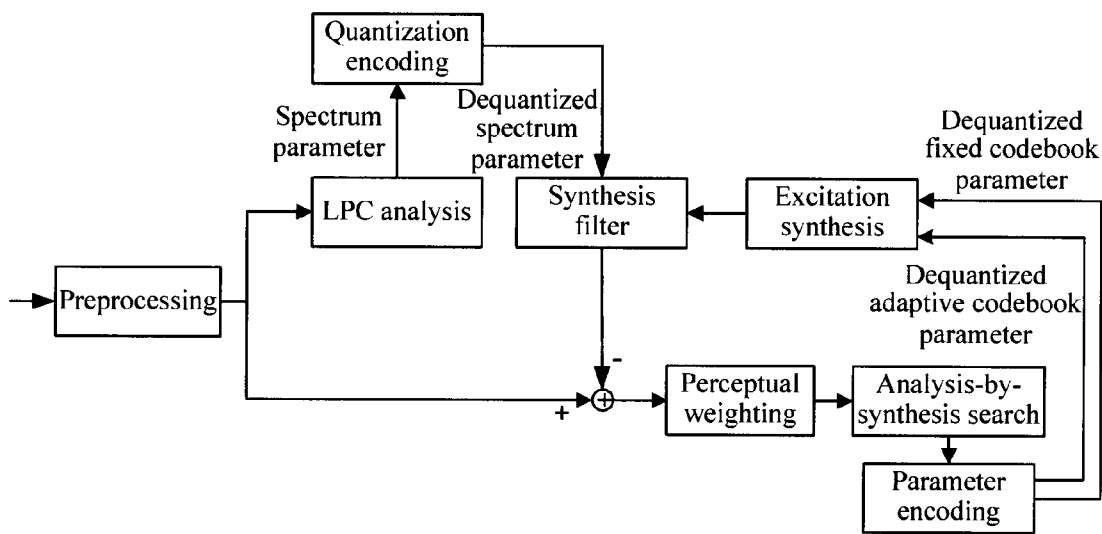 Quantization
encoding
Spectrum
parameter
Dequantized
spectrum
parameter
Dequantized
fixed codebook
parameter
LPC analysis
Synthesis
filter
Excitation
synthesis
Preprocessing
Dequantized
adaptive codebook
parameter
-
+
Perceptual
weighting
Analysis-by-
synthesis search
Parameter
encoding